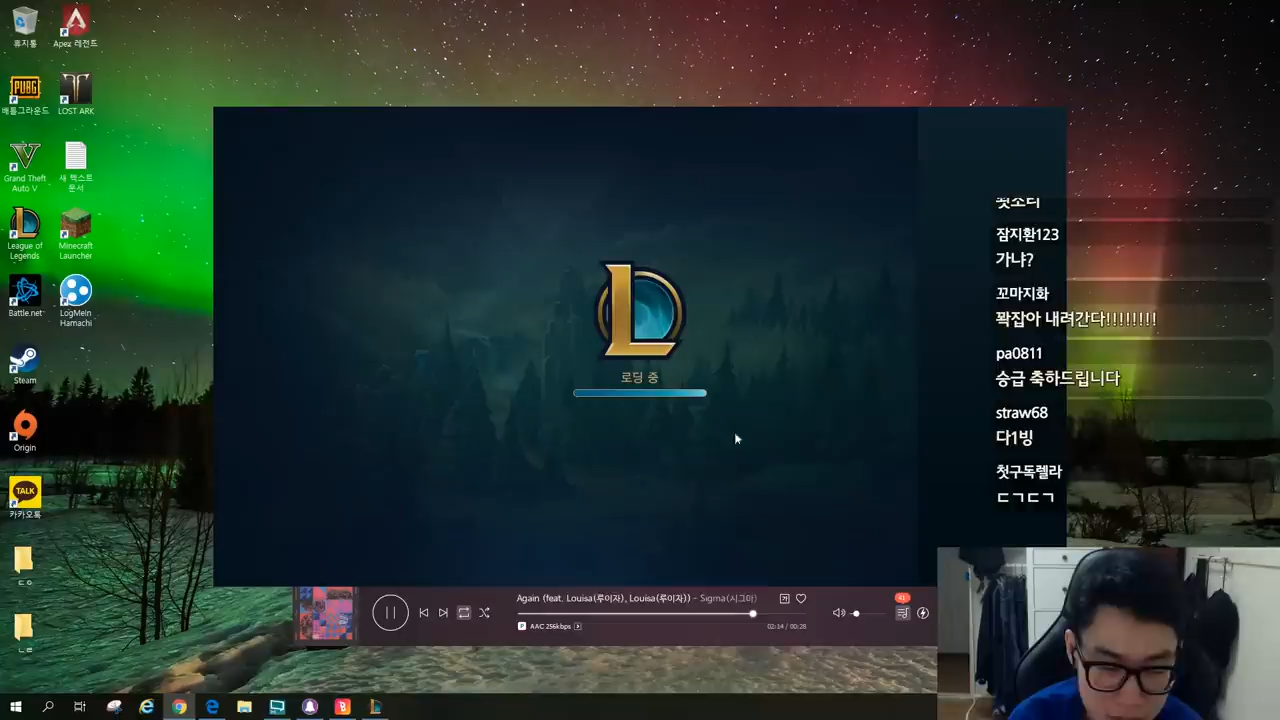 휴지통
Apex 레전드
PUBG
배틀그라운드
LOST ARK
Grand Theft
Auto V
새 텍스트
문서
League of
Legends
Minecraft
Launcher
Battle.net
LogMeIn
Hamachi
Steam
Origin
TALK
카카오톡
ㄷㅇ
ㄴㄹ
로딩 중
잠지환123
가냐?
꼬마지화
꽉잡아 내려간다!!!!!!!!
pa0811
승급 축하드립니다
straw68
다1빙
첫구독렐라
ㄷㄱㄷㄱ
Again (feat. Louisa(루이자), Louisa(루이자)) - Sigma(시그마)
AAC 256kbps
02:14 / 00:28
41